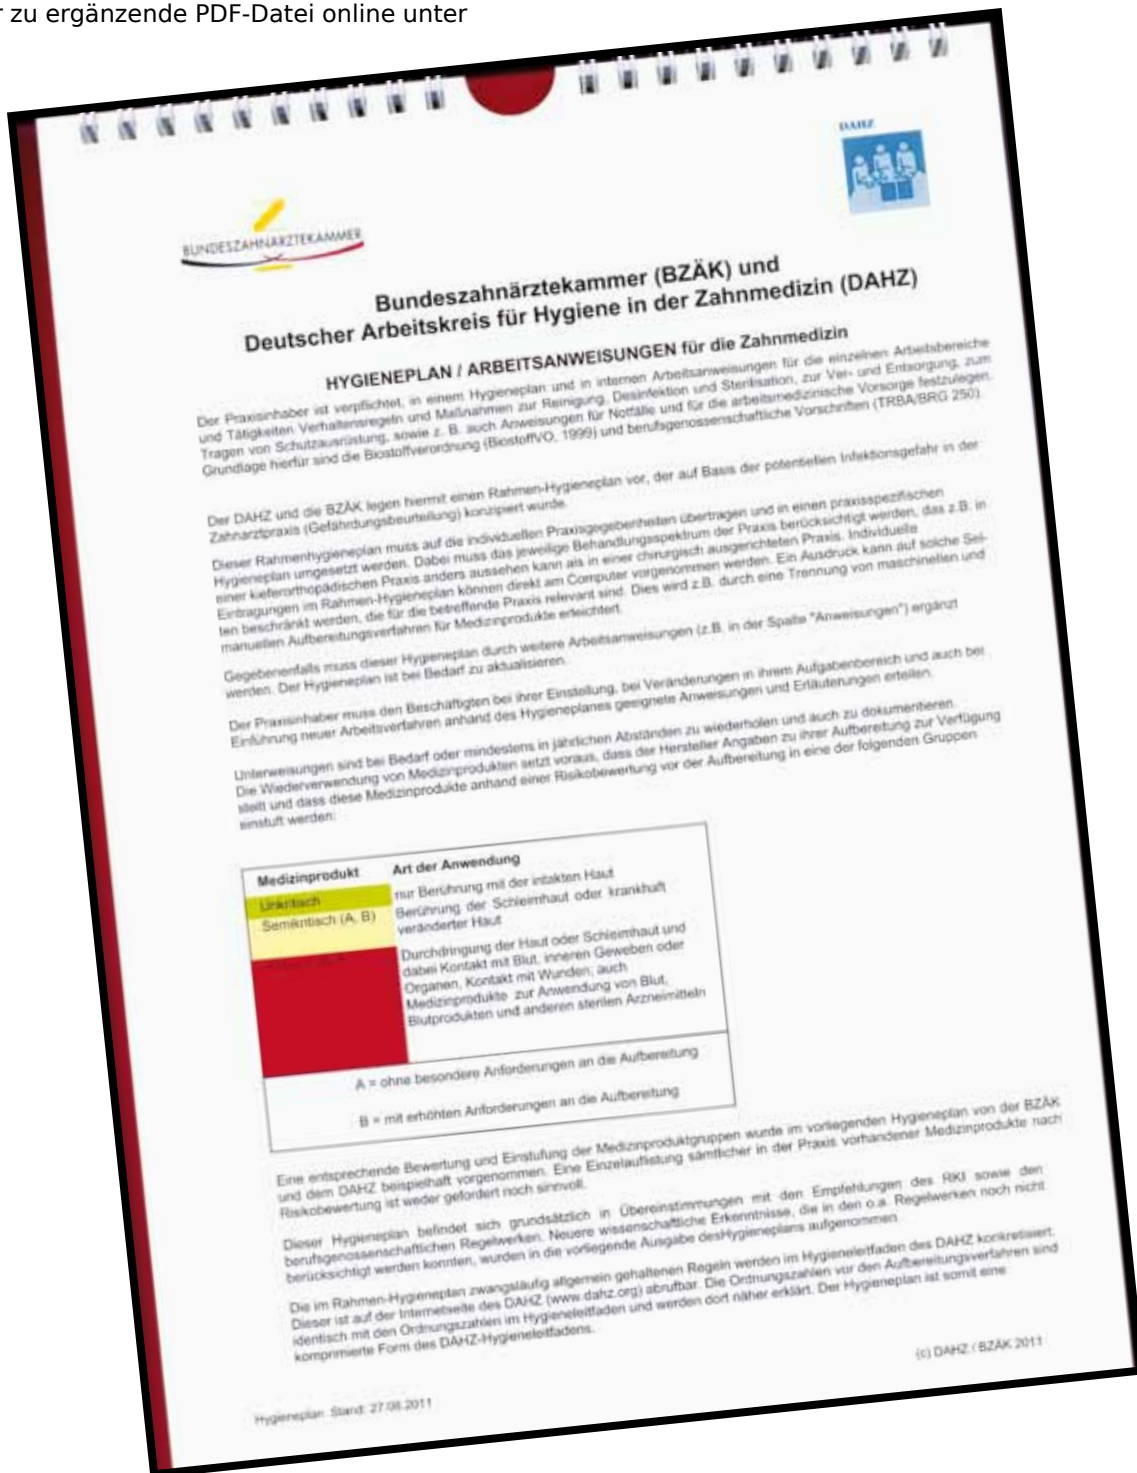 r zu ergänzende PDF-Datei online unter
DAHZ
BUNDESZAHNÄRZTEKAMMER
Bundeszahnärztekammer (BZÄK) und
Deutscher Arbeitskreis für Hygiene in der Zahnmedizin (DAHZ)
HYGIENEPLAN / ARBEITSANWEISUNGEN für die Zahnmedizin
Der Praxisinhaber ist verpflichtet, in einem Hygieneplan und in internen Arbeitsanweisungen für die einzelnen Arbeitsbereiche
und Tätigkeiten Verhaltensregeln und Maßnahmen zur Reinigung, Desinfektion und Sterilisation, zur Ver- und Entsorgung, zum
Tragen von Schutzausrüstung, sowie z. B. auch Anweisungen für Notfälle und für die arbeitsmedizinische Vorsorge festzulegen.
Grundlage hierfür sind die Biostoffverordnung (BiostoffVO, 1999) und berufsgenossenschaftliche Vorschriften (TRBA/BRG 250).
Der DAHZ und die BZÄK legen hiermit einen Rahmen-Hygieneplan vor, der auf Basis der potentiellen Infektionsgefahr in der
Zahnarztpraxis (Gefährdungsbeurteilung) konzipiert wurde.
Dieser Rahmenhygieneplan muss auf die individuellen Praxisgegebenheiten übertragen und in einen praxisspezifischen
Hygieneplan umgesetzt werden. Dabei muss das jeweilige Behandlungsspektrum der Praxis berücksichtigt werden, das z.B. in
einer kieferorthopädischen Praxis anders aussehen kann als in einer chirurgisch ausgerichteten Praxis. Individuelle
Eintragungen im Rahmen-Hygieneplan können direkt am Computer vorgenommen werden. Ein Ausdruck kann auf solche Sei-
ten beschränkt werden, die für die betreffende Praxis relevant sind. Dies wird z.B. durch eine Trennung von maschinellen und
manuellen Aufbereitungsverfahren für Medizinprodukte erleichtert.
Gegebenenfalls muss dieser Hygieneplan durch weitere Arbeitsanweisungen (z.B. in der Spalte "Anweisungen") ergänzt
werden. Der Hygieneplan ist bei Bedarf zu aktualisieren.
Der Praxisinhaber muss den Beschäftigten bei ihrer Einstellung, bei Veränderungen in ihrem Aufgabenbereich und auch bei
Einführung neuer Arbeitsverfahren anhand des Hygieneplanes geeignete Anweisungen und Erläuterungen erteilen.
Unterweisungen sind bei Bedarf oder mindestens in jährlichen Abständen zu wiederholen und auch zu dokumentieren.
Die Wiederverwendung von Medizinprodukten setzt voraus, dass der Hersteller Angaben zu ihrer Aufbereitung zur Verfügung
stellt und dass diese Medizinprodukte anhand einer Risikobewertung vor der Aufbereitung in eine der folgenden Gruppen
einstuft werden:
Medizinprodukt Art der Anwendung
Unkritisch nur Berührung mit der intakten Haut
Semikritisch (A, B) Berührung der Schleimhaut oder krankhaft
veränderter Haut
Durchdringung der Haut oder Schleimhaut und
dabei Kontakt mit Blut, inneren Geweben oder
Organen, Kontakt mit Wunden, auch
Medizinprodukte zur Anwendung von Blut,
Blutprodukten und anderen sterilen Arzneimitteln
A = ohne besondere Anforderungen an die Aufbereitung
B = mit erhöhten Anforderungen an die Aufbereitung
Eine entsprechende Bewertung und Einstufung der Medizinproduktgruppen wurde im vorliegenden Hygieneplan von der BZÄK
und dem DAHZ beispielhaft vorgenommen. Eine Einzelauflistung sämtlicher in der Praxis vorhandener Medizinprodukte nach
Risikobewertung ist weder gefordert noch sinnvoll.
Dieser Hygieneplan befindet sich grundsätzlich in Übereinstimmungen mit den Empfehlungen des RKI sowie den
berufsgenossenschaftlichen Regelwerken. Neuere wissenschaftliche Erkenntnisse, die in den o.a. Regelwerken noch nicht
berücksichtigt werden konnten, wurden in die vorliegende Ausgabe desHygieneplans aufgenommen.
Die im Rahmen-Hygieneplan zwangsläufig allgemein gehaltenen Regeln werden im Hygieneleitfaden des DAHZ konkretisiert.
Dieser ist auf der Internetseite des DAHZ (www.dahz.org) abrufbar. Die Ordnungszahlen vor den Aufbereitungsverfahren sind
identisch mit den Ordnungszahlen im Hygieneleitfaden und werden dort näher erklärt. Der Hygieneplan ist somit eine
komprimierte Form des DAHZ-Hygieneleitfadens.
Hygieneplan Stand: 27.08.2011
(c) DAHZ / BZÄK 2011